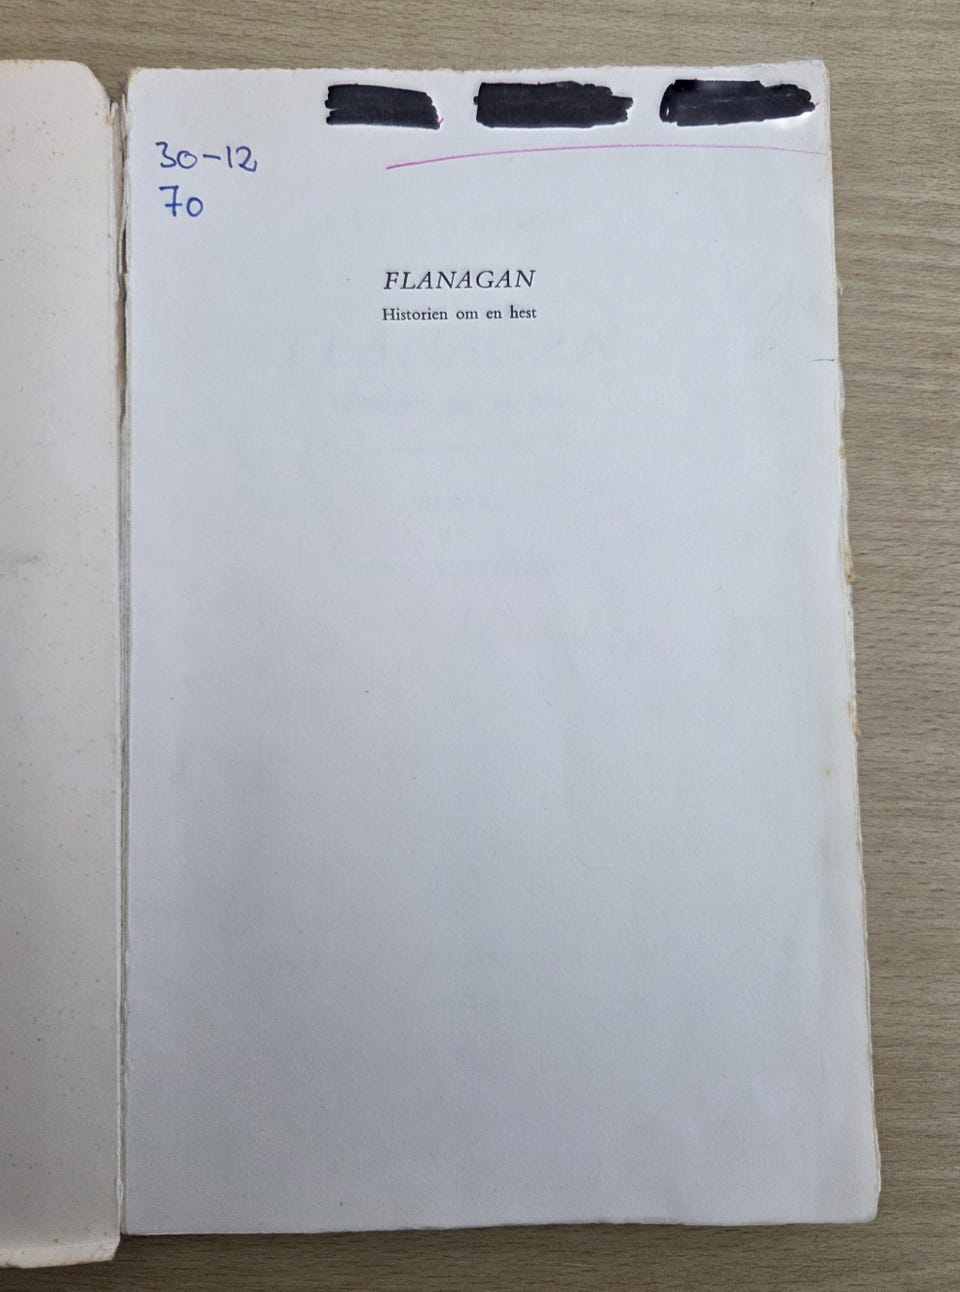 30-12
70
FLANAGAN
Historien om en hest